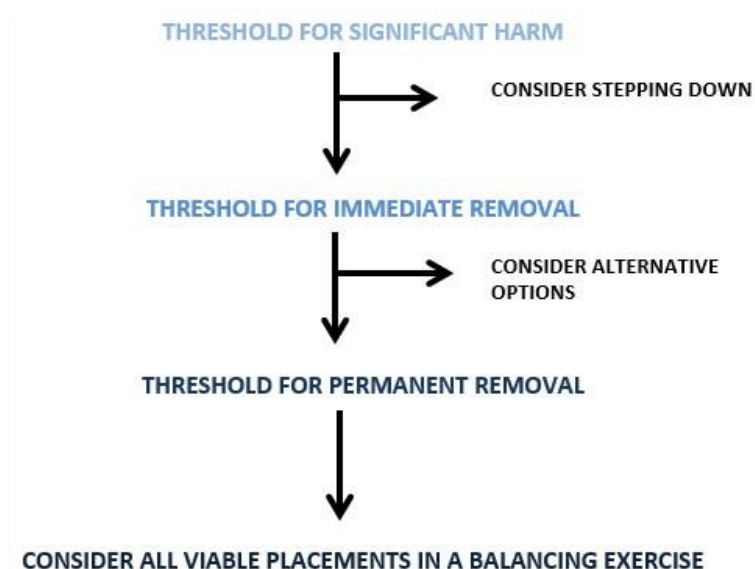 THRESHOLD FOR SIGNIFICANT HARM
CONSIDER STEPPING DOWN
THRESHOLD FOR IMMEDIATE REMOVAL
CONSIDER ALTERNATIVE
OPTIONS
THRESHOLD FOR PERMANENT REMOVAL
CONSIDER ALL VIABLE PLACEMENTS IN A BALANCING EXERCISE